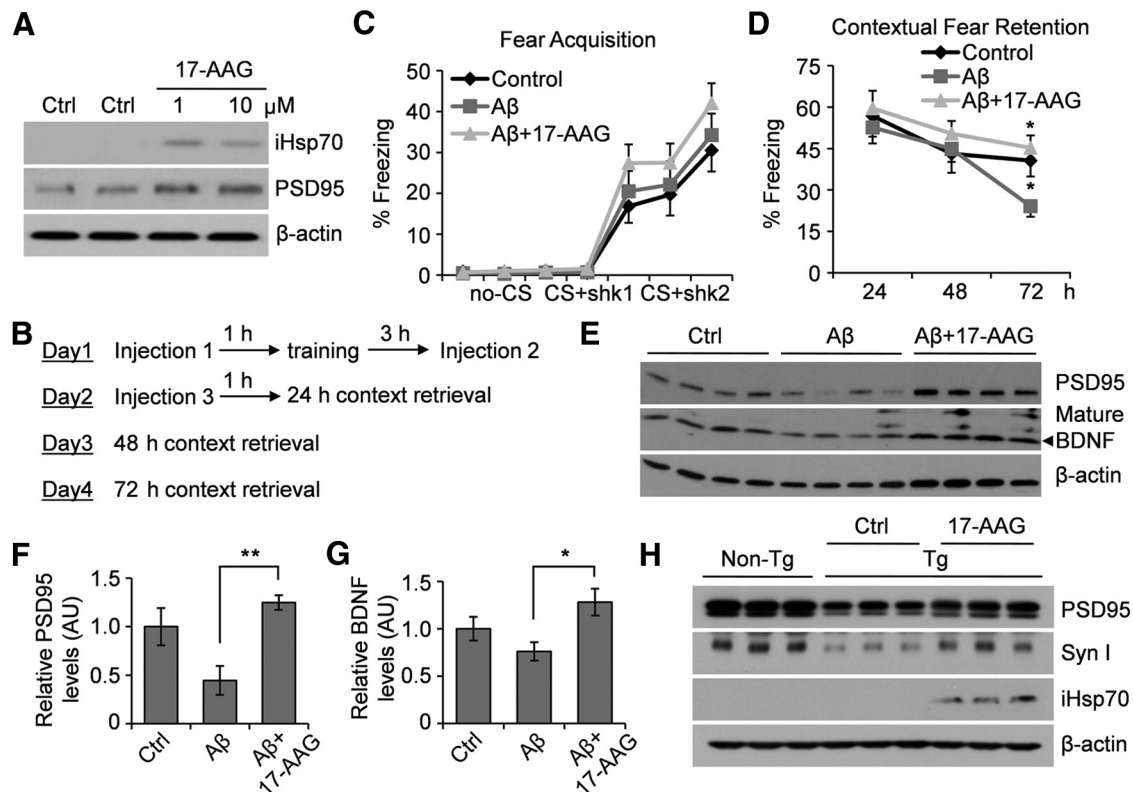 A
17-AAG
Ctrl Ctrl 1 10 μM
iHsp70
PSD95
β-actin
B
Day1 Injection 1 1 h training 3 h Injection 2
Day2 Injection 3 1 h 24 h context retrieval
Day3 48 h context retrieval
Day4 72 h context retrieval
C
Fear Acquisition
Control
Aβ
Aβ+17-AAG
% Freezing
50
40
30
20
10
0
no-CS CS+shk1 CS+shk2
D
Contextual Fear Retention
Control
Aβ
Aβ+17-AAG
% Freezing
75
60
45
30
15
0
*
*
24 48 72 h
E
Ctrl Aβ Aβ+17-AAG
PSD95
Mature
BDNF
β-actin
F
**
Relative PSD95
levels (AU)
1.5
1.0
0.5
0
Ctrl
Aβ
Aβ+
17-AAG
G
*
Relative BDNF
levels (AU)
1.5
1.0
0.5
0
Ctrl
Aβ
Aβ+
17-AAG
H
Ctrl 17-AAG
Non-Tg Tg
PSD95
Syn I
iHsp70
β-actin